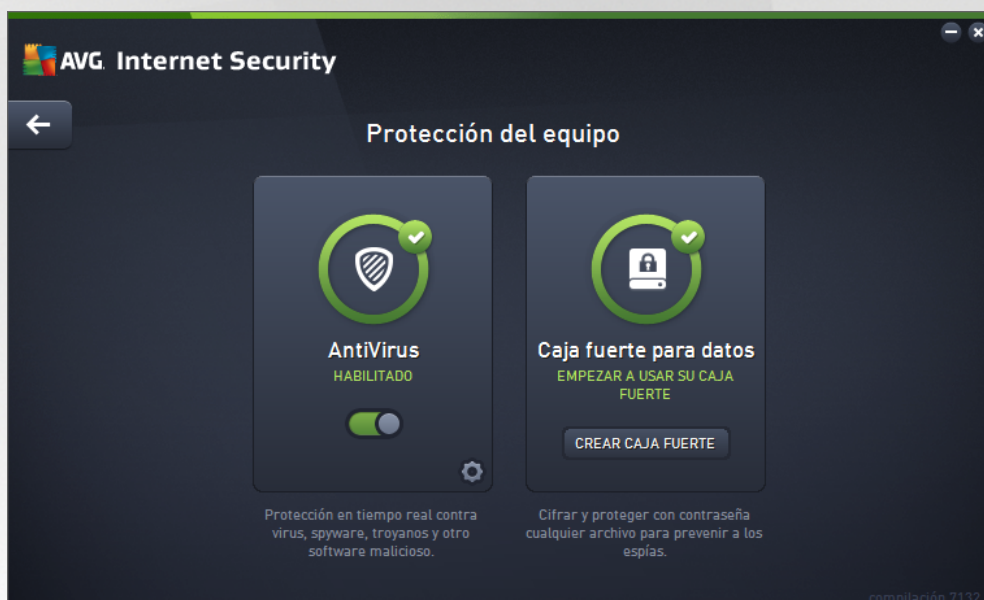 AVG Internet Security
Protección del equipo
AntiVirus
HABILITADO
Protección en tiempo real contra
virus, spyware, troyanos y otro
software malicioso.
Caja fuerte para datos
EMPEZAR A USAR SU CAJA
FUERTE
CREAR CAJA FUERTE
Cifrar y proteger con contraseña
cualquier archivo para prevenir a los
espías.
compilación 7132